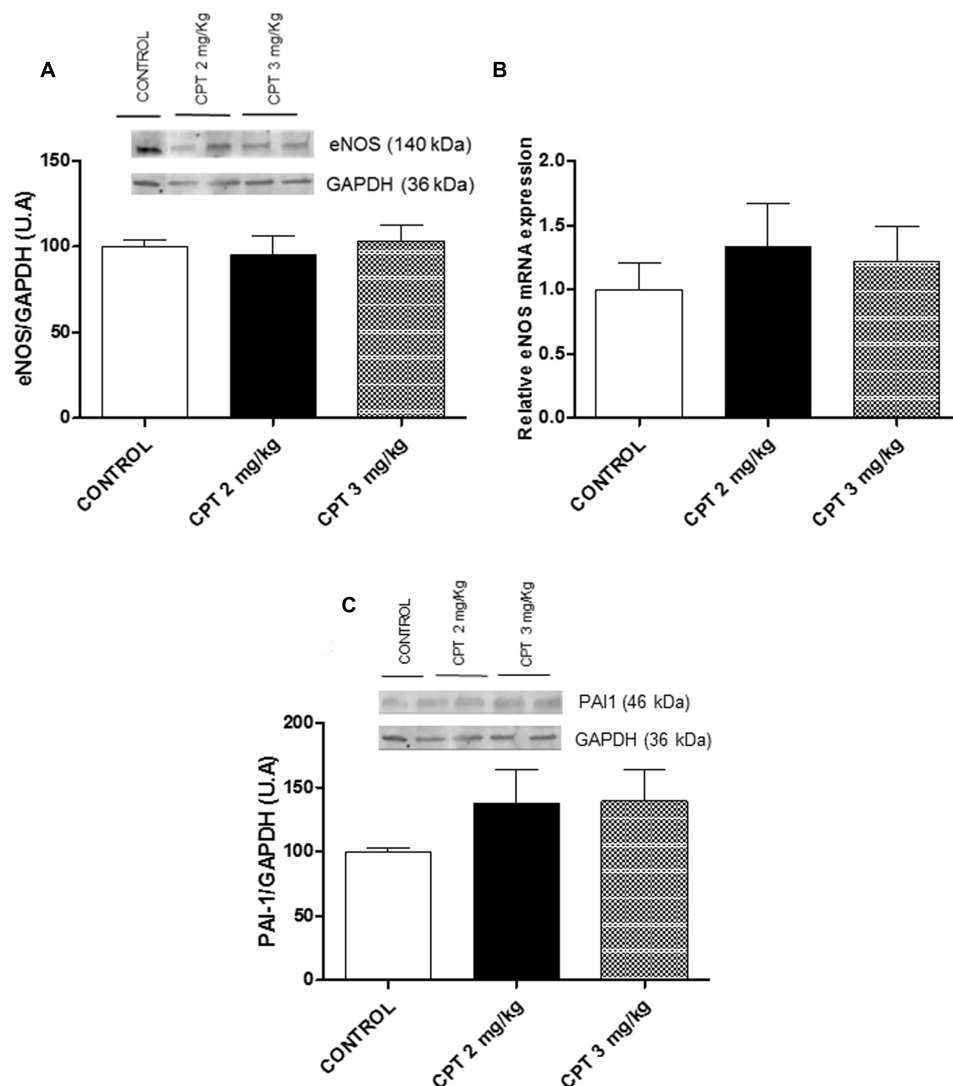 A
CONTROL
CPT 2 mg/Kg
CPT 3 mg/Kg
eNOS (140 kDa)
GAPDH (36 kDa)
eNOS/GAPDH (U.A)
150
100
50
0
CONTROL
CPT 2 mg/kg
CPT 3 mg/kg
B
Relative eNOS mRNA expression
2.0
1.5
1.0
0.5
0.0
CONTROL
CPT 2 mg/kg
CPT 3 mg/kg
C
CONTROL
CPT 2 mg/Kg
CPT 3 mg/Kg
PAI1 (46 kDa)
GAPDH (36 kDa)
PAI-1/GAPDH (U.A)
200
150
100
50
0
CONTROL
CPT 2 mg/kg
CPT 3 mg/kg